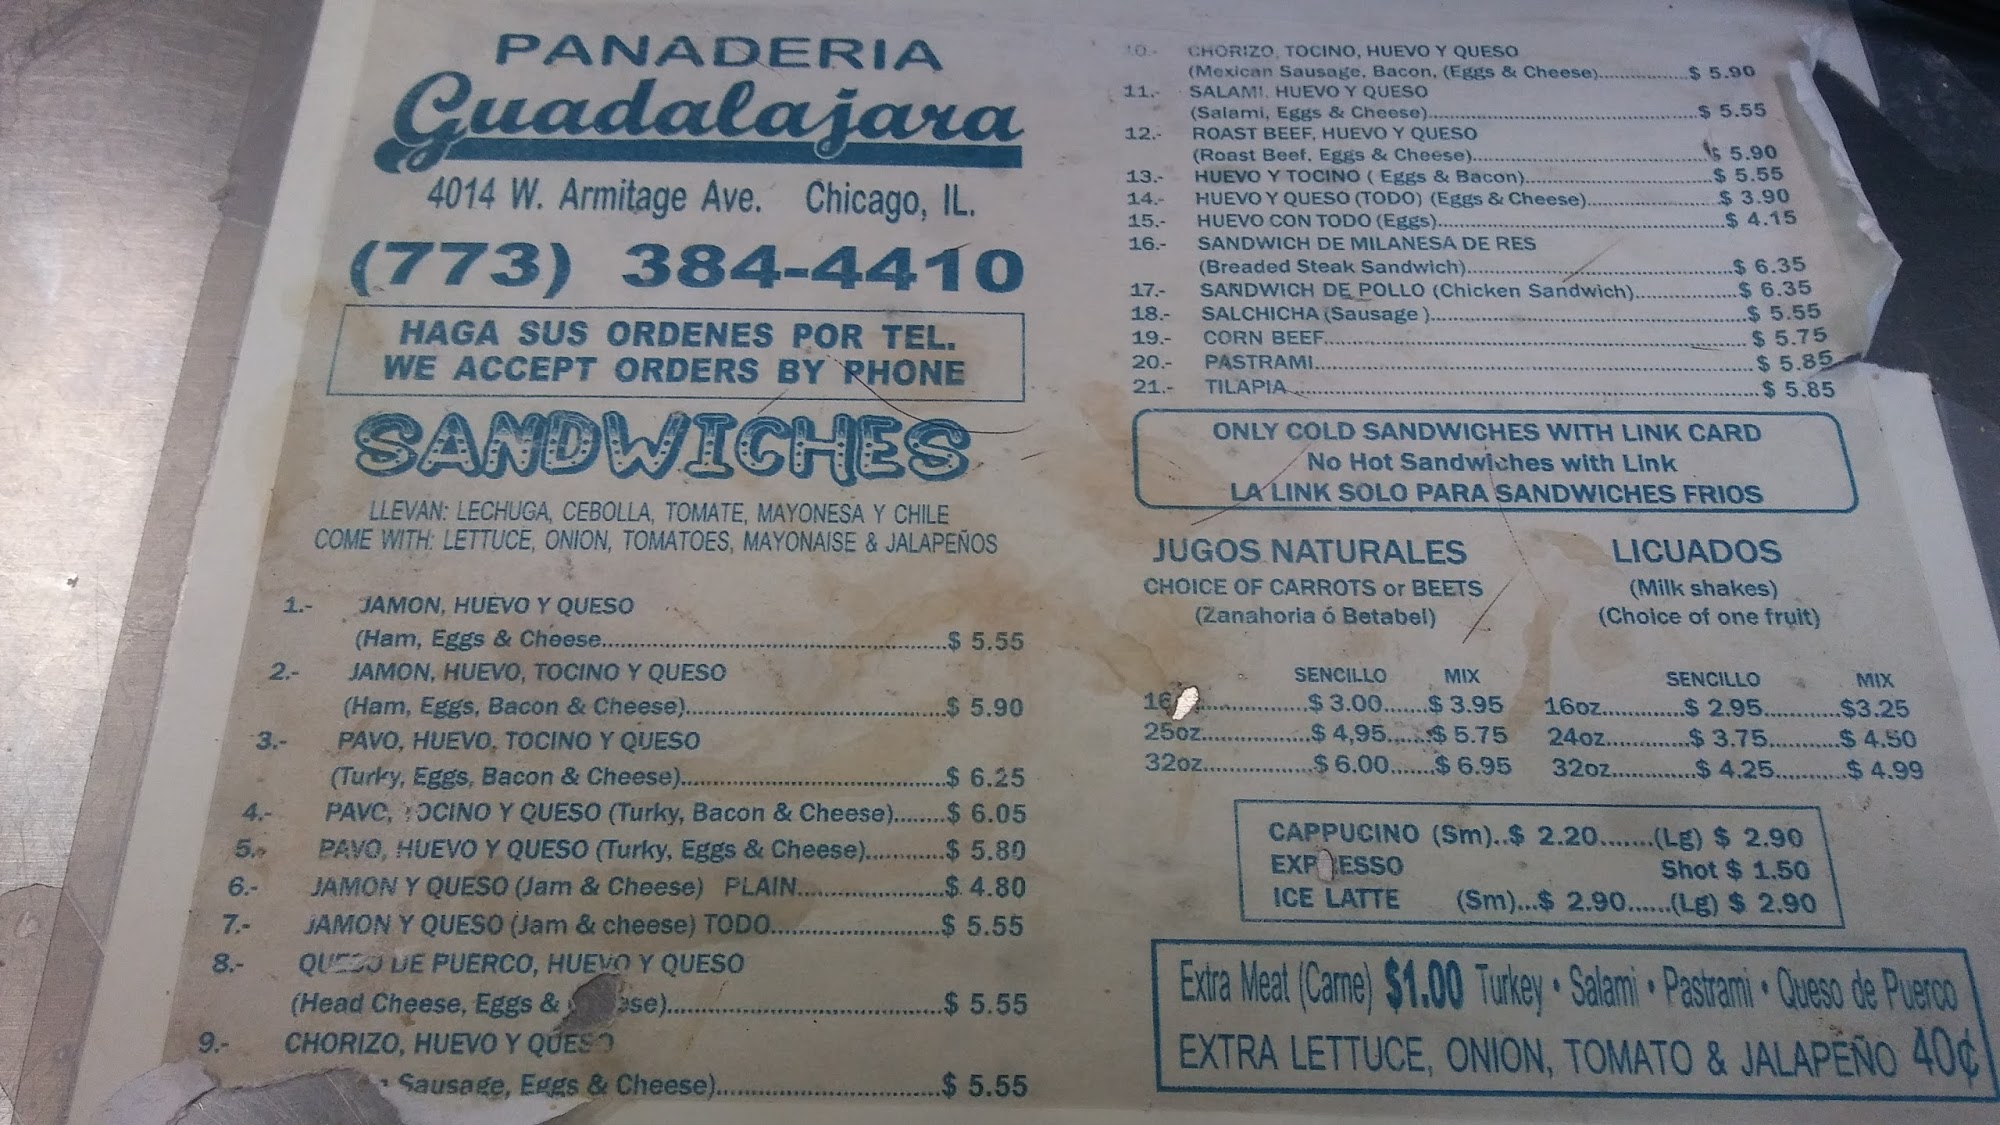 PANADERIA
Guadalajara
4014 W. Armitage Ave. Chicago, IL.
(773) 384-4410
HAGA SUS ORDENES POR TEL.
WE ACCEPT ORDERS BY PHONE
SANDWICHES
LLEVAN: LECHUGA, CEBOLLA, TOMATE, MAYONESA Y CHILE
COME WITH: LETTUCE, ONION, TOMATOES, MAYONAISE & JALAPEÑOS
1.- JAMON, HUEVO Y QUESO
(Ham, Eggs & Cheese................$ 5.55
2.- JAMON, HUEVO, TOCINO Y QUESO
(Ham, Eggs, Bacon & Cheese)................$ 5.90
3.- PAVO, HUEVO, TOCINO Y QUESO
(Turky, Eggs, Bacon & Cheese)................$ 6.25
4.- PAVO, TOCINO Y QUESO (Turky, Bacon & Cheese)........$ 6.05
5.- PAVO, HUEVO Y QUESO (Turky, Eggs & Cheese)............$ 5.80
6.- JAMON Y QUESO (Jam & Cheese) PLAIN................$ 4.80
7.- JAMON Y QUESO (Jam & cheese) TODO................$ 5.55
8.- QUESO DE PUERCO, HUEVO Y QUESO
(Head Cheese, Eggs & Cheese)................$ 5.55
9.- CHORIZO, HUEVO Y QUESO
Sausage, Eggs & Cheese)................$ 5.55
10.- CHORIZO, TOCINO, HUEVO Y QUESO
(Mexican Sausage, Bacon, (Eggs & Cheese)................$ 5.90
11.- SALAMI, HUEVO Y QUESO
(Salami, Eggs & Cheese)................$ 5.55
12.- ROAST BEEF, HUEVO Y QUESO
(Roast Beef, Eggs & Cheese)................$ 5.90
13.- HUEVO Y TOCINO ( Eggs & Bacon)................$ 5.55
14.- HUEVO Y QUESO (TODO) (Eggs & Cheese)................$ 3.90
15.- HUEVO CON TODO (Eggs)................$ 4.15
16.- SANDWICH DE MILANESA DE RES
(Breaded Steak Sandwich)................$ 6.35
17.- SANDWICH DE POLLO (Chicken Sandwich)................$ 6.35
18.- SALCHICHA (Sausage )................$ 5.55
19.- CORN BEEF................$ 5.75
20.- PASTRAMI................$ 5.85
21.- TILAPIA................$ 5.85
ONLY COLD SANDWICHES WITH LINK CARD
No Hot Sandwiches with Link
LA LINK SOLO PARA SANDWICHES FRIOS
JUGOS NATURALES
CHOICE OF CARROTS or BEETS
(Zanahoria ó Betabel)
SENCILLO MIX
16 ................$ 3.00.......$ 3.95
25oz................$ 4,95.......$ 5.75
32oz................$ 6.00.......$ 6.95
LICUADOS
(Milk shakes)
(Choice of one fruit)
SENCILLO MIX
16oz.............$ 2.95............$3.25
24oz.............$ 3.75...........$ 4.50
32oz.............$ 4.25...........$ 4.99
CAPPUCINO (Sm)..$ 2.20.......(Lg) $ 2.90
EXPRESSO Shot $ 1.50
ICE LATTE (Sm)...$ 2.90......(Lg) $ 2.90
Extra Meat (Carne) $1.00 Turkey • Salami • Pastrami • Queso de Puerco
EXTRA LETTUCE, ONION, TOMATO & JALAPEÑO 40¢